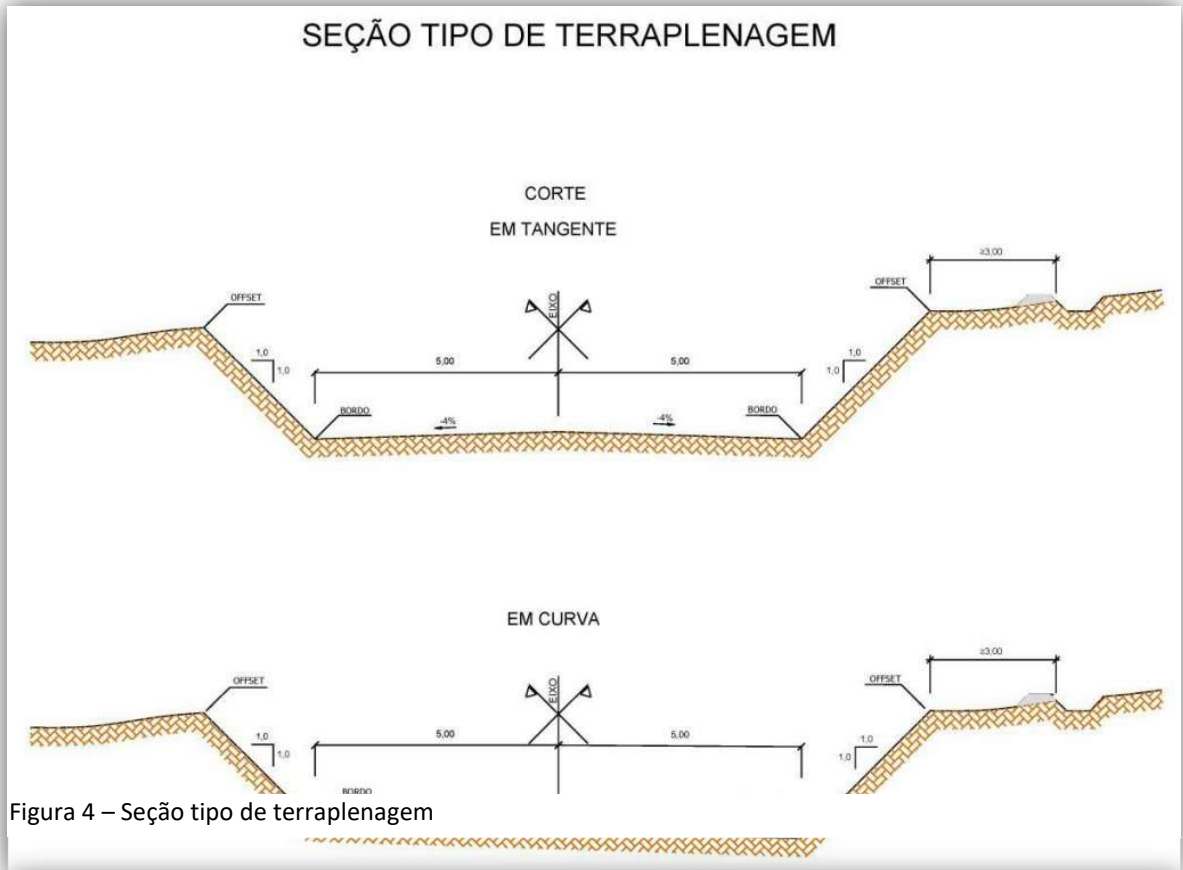 SEÇÃO TIPO DE TERRAPLENAGEM
CORTE
EM TANGENTE
≥3,00
OFFSET
OFFSET
EIXO
1,0
1,0
5,00
5,00
1,0
1,0
BORDO
-4%
-4%
BORDO
EM CURVA
≥3,00
OFFSET
OFFSET
EIXO
1,0
1,0
5,00
5,00
1,0
1,0
BORDO
Figura 4 – Seção tipo de terraplenagem